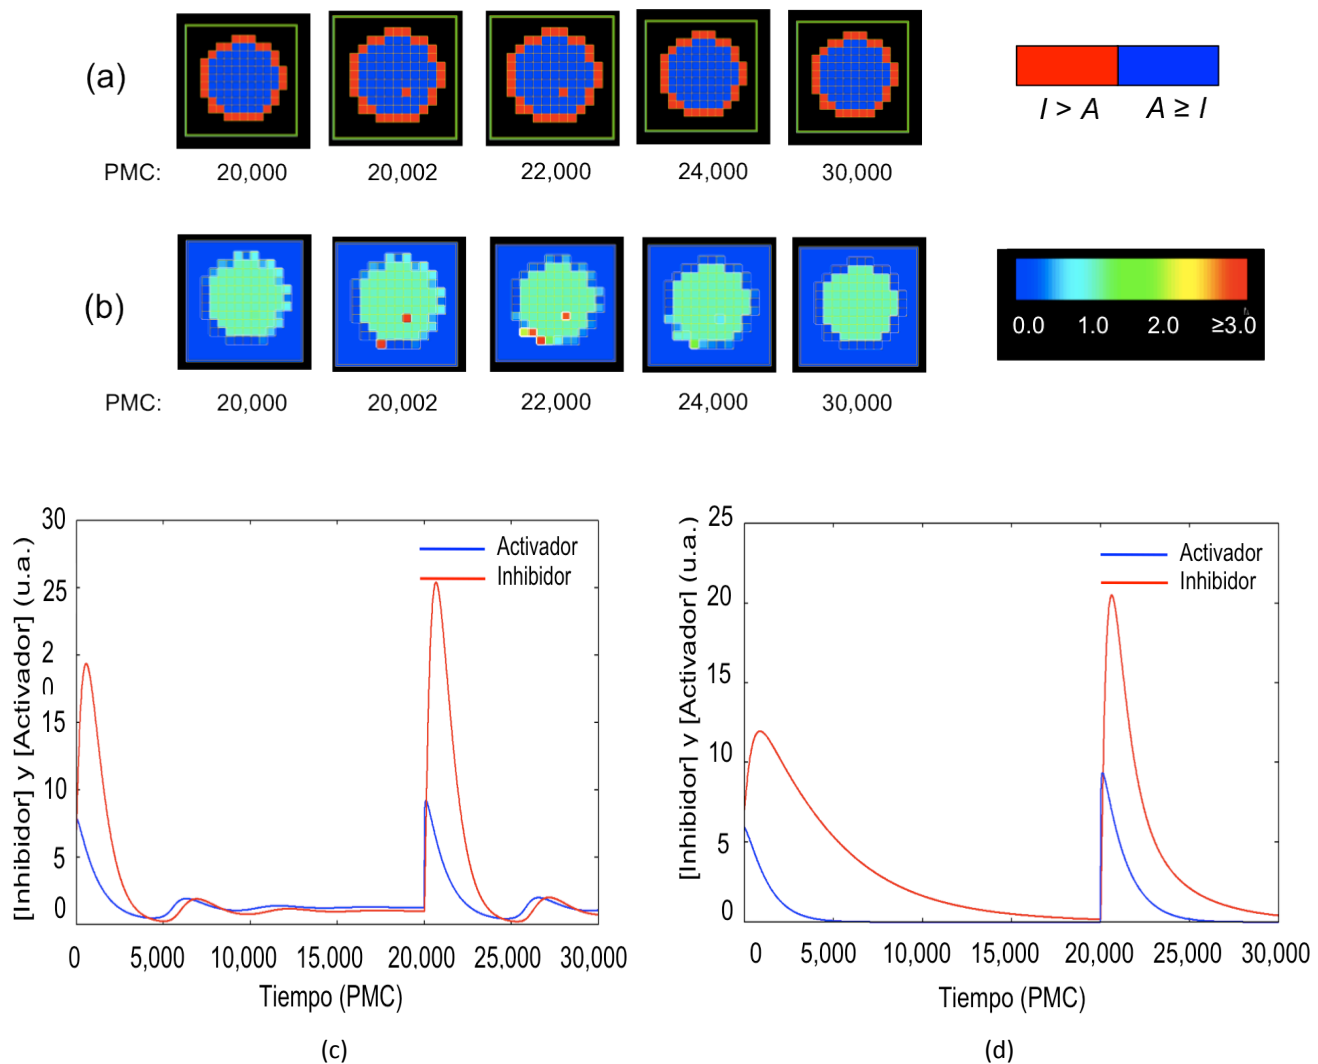 (a)
I > A A ≥ I
PMC: 20,000 20,002 22,000 24,000 30,000
(b)
0.0 1.0 2.0 ≥3.0
PMC: 20,000 20,002 22,000 24,000 30,000
[Inhibidor] y [Activador] (u.a.)
30
25
2
15
10
5
0
Activador
Inhibidor
0 5,000 10,000 15,000 20,000 25,000 30,000
Tiempo (PMC)
(c)
[Inhibidor] y [Activador] (u.a.)
25
20
15
10
5
0
Activador
Inhibidor
0 5,000 10,000 15,000 20,000 25,000 30,000
Tiempo (PMC)
(d)